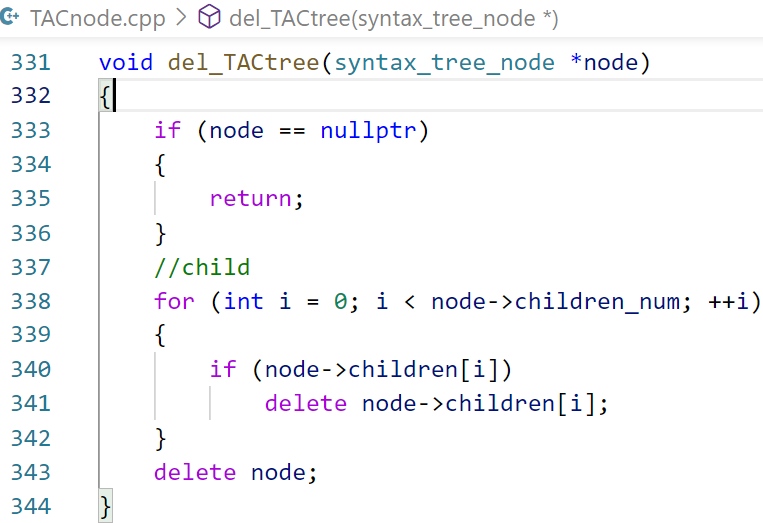 TACnode.cpp > del_TACtree(syntax_tree_node *)
331 void del_TACtree(syntax_tree_node *node)
332 {
333     if (node == nullptr)
334     {
335         return;
336     }
337     //child
338     for (int i = 0; i < node->children_num; ++i)
339     {
340         if (node->children[i])
341             delete node->children[i];
342     }
343     delete node;
344 }